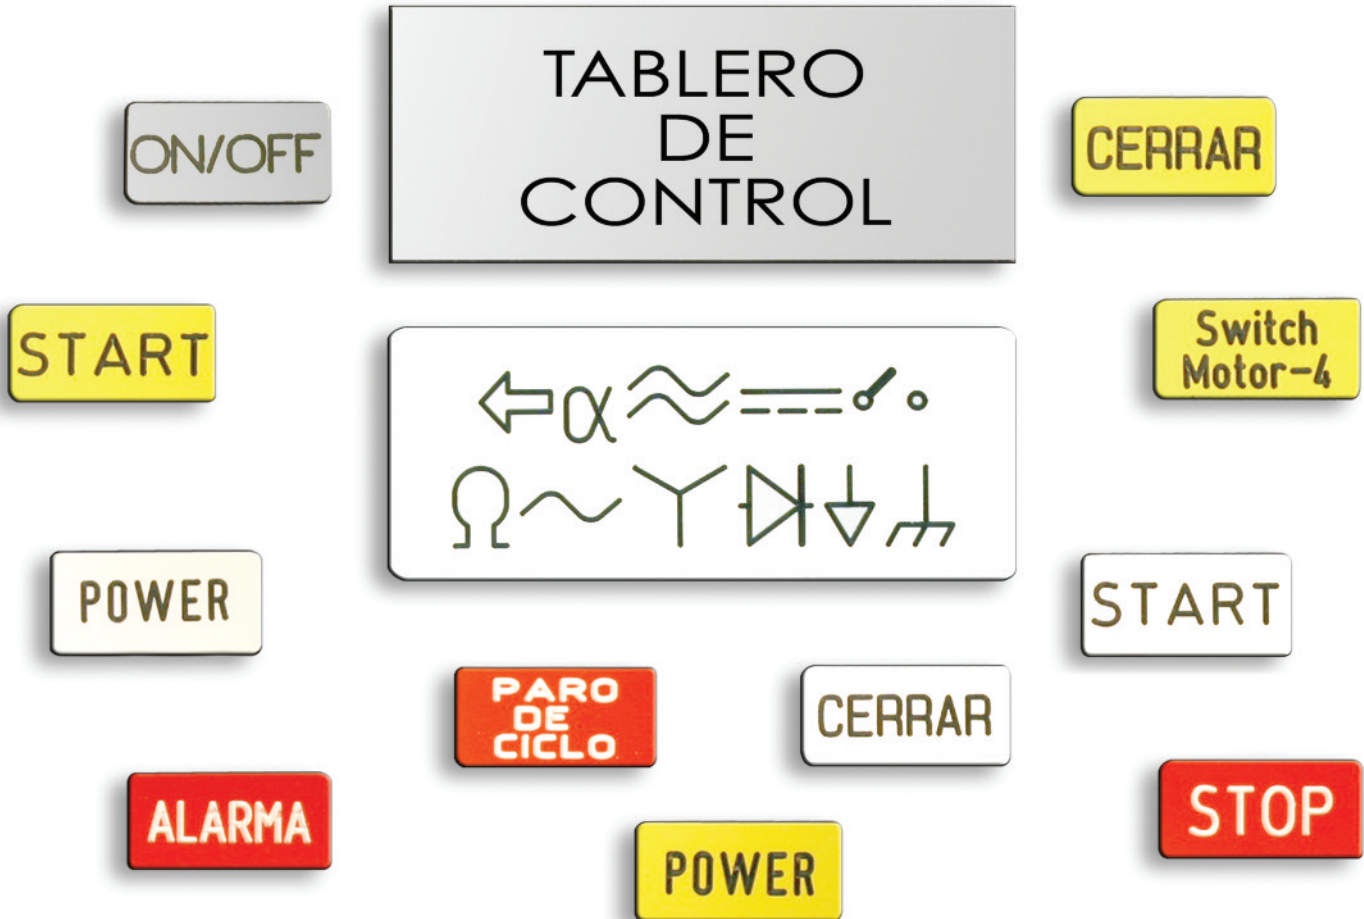 TABLERO
DE
CONTROL
ON/OFF
CERRAR
START
Switch
Motor-4
α
Ω
POWER
START
PARO
DE
CICLO
CERRAR
ALARMA
STOP
POWER